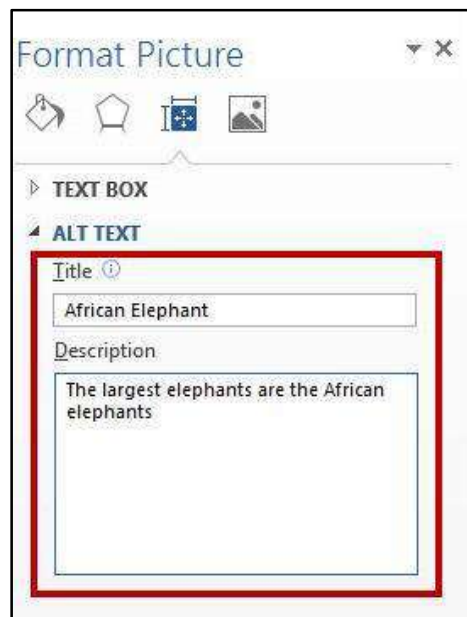 Format Picture
TEXT BOX
ALT TEXT
Title
African Elephant
Description
The largest elephants are the African
elephants